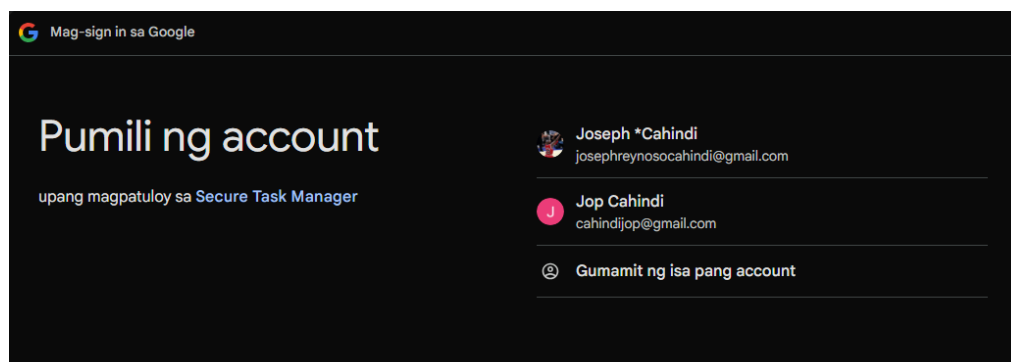 Mag-sign in sa Google
Pumili ng account
upang magpatuloy sa Secure Task Manager
Joseph *Cahindi
josephreynosocahindi@gmail.com
J
Jop Cahindi
cahindijop@gmail.com
Gumamit ng isa pang account